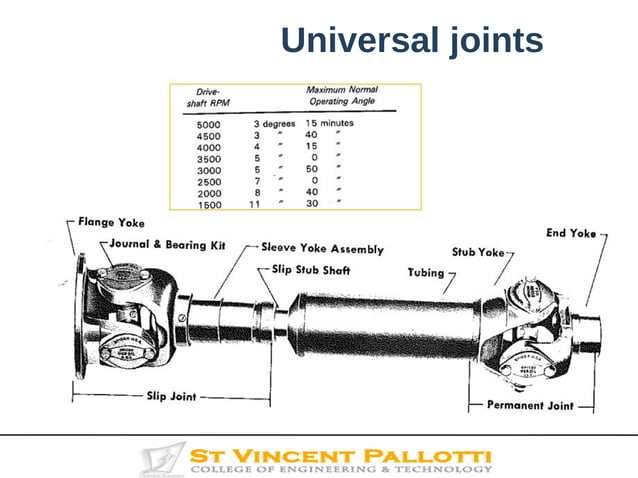 Universal joints
Drive-
shaft RPM
Maximum Normal
Operating Angle
5000 3 degrees 15 minutes
4500 3 " 40 "
4000 4 " 15 "
3500 5 " 0 "
3000 5 " 50 "
2500 7 " 0 "
2000 8 " 40 "
1500 11 " 30 "
Flange Yoke
Journal & Bearing Kit
Sleeve Yoke Assembly
Slip Stub Shaft
Tubing
Stub Yoke
End Yoke
Slip Joint
Permanent Joint
ST VINCENT PALLOTTI
COLLEGE OF ENGINEERING & TECHNOLOGY